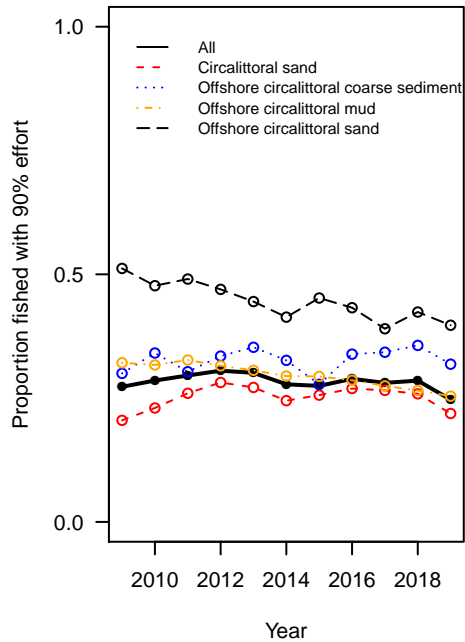 1.0
All
Circalittoral sand
Offshore circalittoral coarse sediment
Offshore circalittoral mud
Offshore circalittoral sand
Proportion fished with 90% effort
0.5
0.0
2010 2012 2014 2016 2018
Year